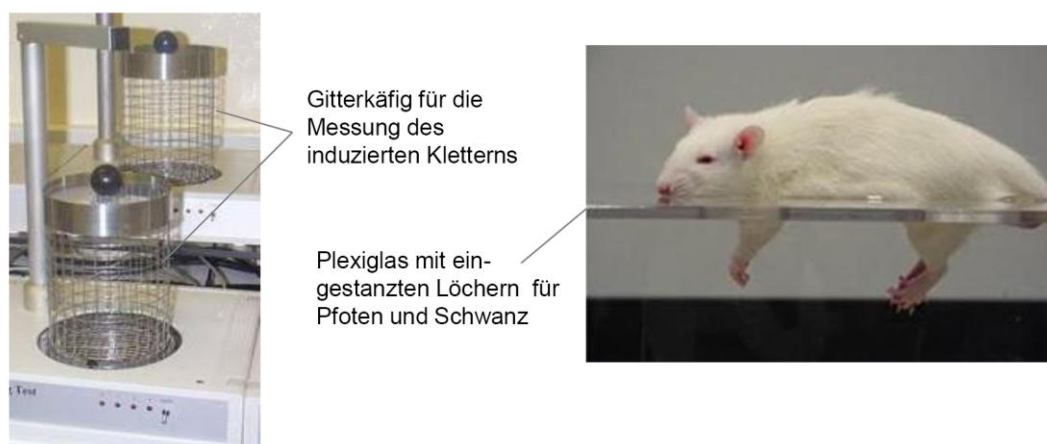 Gitterkäfig für die
Messung des
induzierten Kletterns
Plexiglas mit ein-
gestanzten Löchern für
Pfoten und Schwanz
g Test